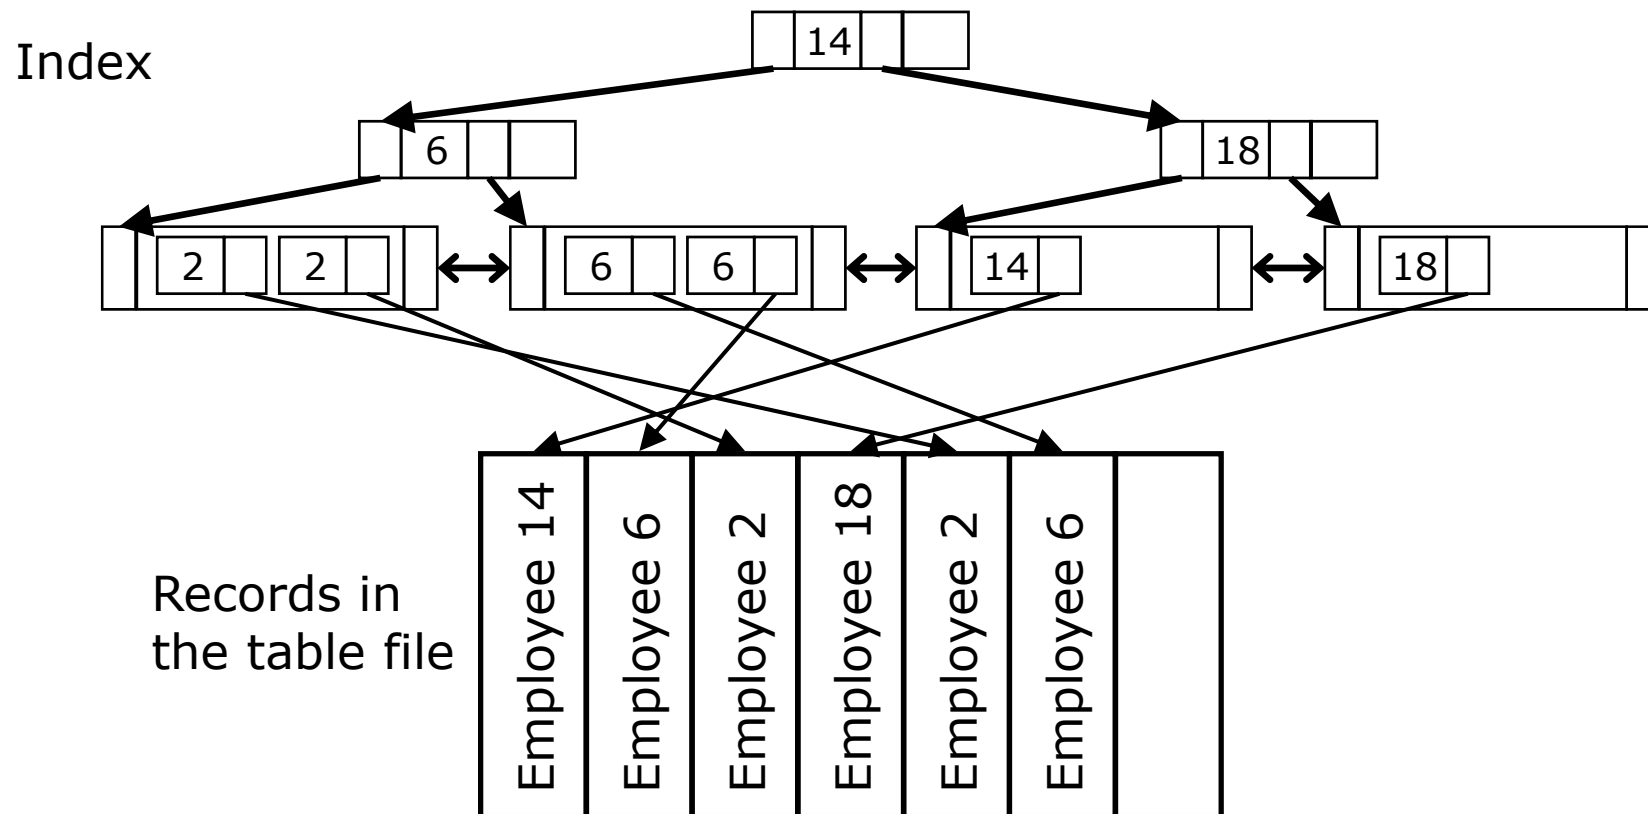 Index
14
6
18
2
2
6
6
14
18
Records in
the table file
Employee 14
Employee 6
Employee 2
Employee 18
Employee 2
Employee 6